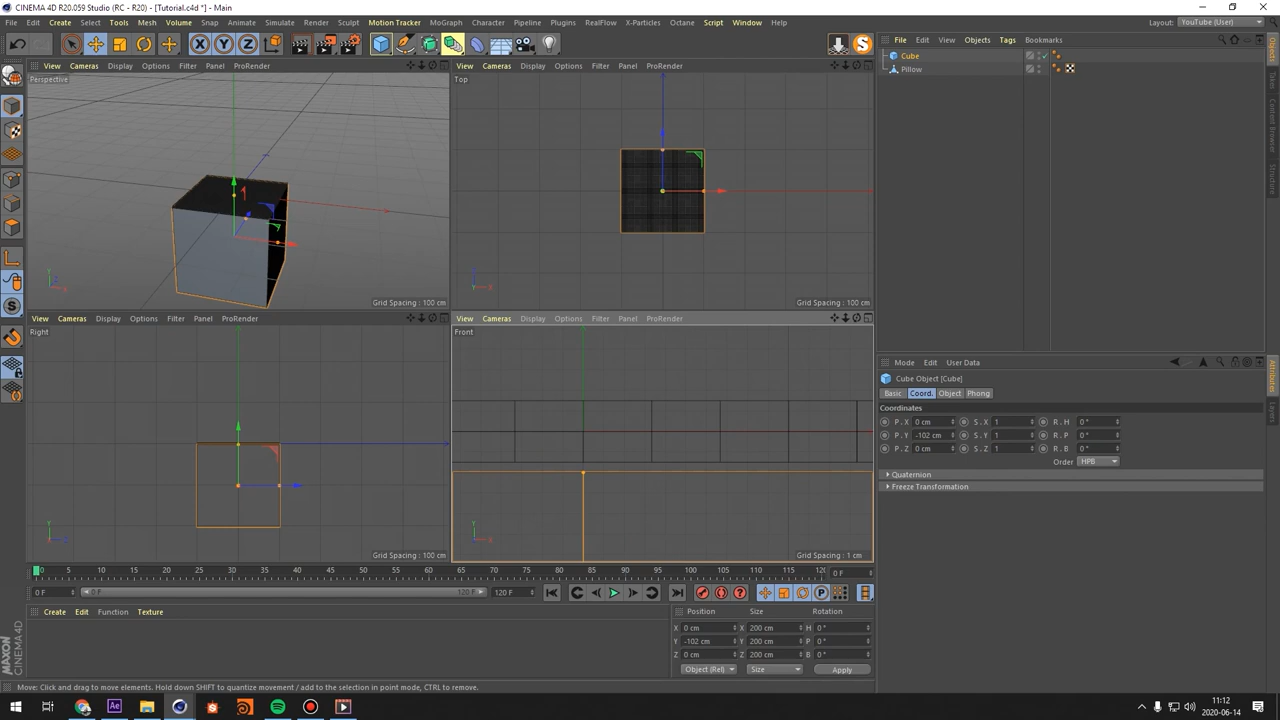 CINEMA 4D R20.059 Studio (RC - R20) - [Tutorial.c4d *] - Main
File Edit Create Select Tools Mesh Volume Snap Animate Simulate Render Sculpt Motion Tracker MoGraph Character Pipeline Plugins RealFlow X-Particles Octane Script Window Help
Layout: YouTube (User)
View Cameras Display Options Filter Panel ProRender
View Cameras Display Options Filter Panel ProRender
File Edit View Objects Tags Bookmarks
Perspective
Top
Cube
Pillow
Grid Spacing : 100 cm
Grid Spacing : 100 cm
View Cameras Display Options Filter Panel ProRender
View Cameras Display Options Filter Panel ProRender
Right
Front
Grid Spacing : 100 cm
Grid Spacing : 1 cm
Objects
Takes
Content Browser
Structure
Mode Edit User Data
Cube Object [Cube]
Basic Coord. Object Phong
Coordinates
P . X 0 cm S . X 1 R . H 0 °
P . Y -102 cm S . Y 1 R . P 0 °
P . Z 0 cm S . Z 1 R . B 0 °
Order HPB
Quaternion
Freeze Transformation
Attributes
Layers
0 5 10 15 20 25 30 35 40 45 50 55 60 65 70 75 80 85 90 95 100 105 110 115 0 F
0 F 0 F 120 F 120 F
Create Edit Function Texture
Position Size Rotation
X 0 cm X 200 cm H 0 °
Y -102 cm Y 200 cm P 0 °
Z 0 cm Z 200 cm B 0 °
Object (Rel) Size Apply
MAXON
CINEMA 4D
Move: Click and drag to move elements. Hold down SHIFT to quantize movement / add to the selection in point mode, CTRL to remove.
11:12
2020-06-14